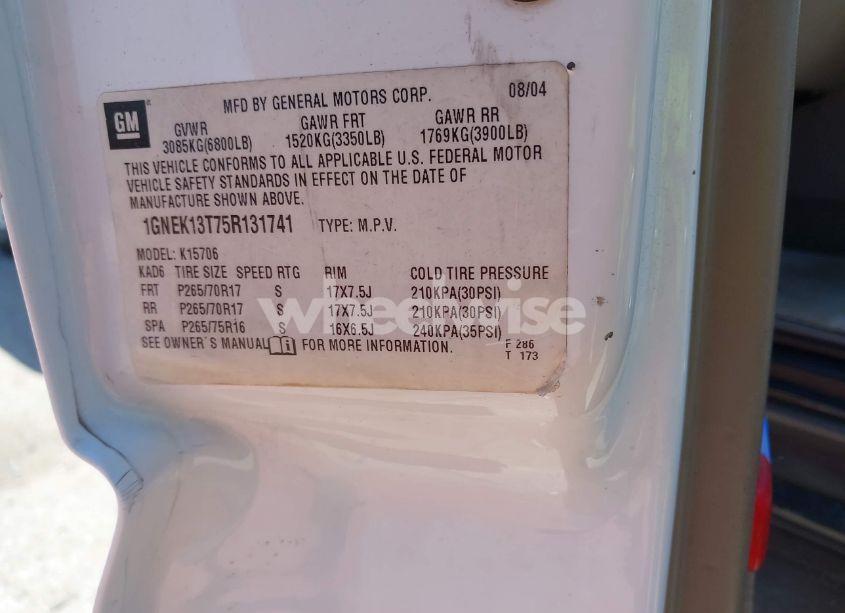 GM
MFD BY GENERAL MOTORS CORP. 08/04
GVWR GAWR FRT GAWR RR
3085KG(6800LB) 1520KG(3350LB) 1769KG(3900LB)
THIS VEHICLE CONFORMS TO ALL APPLICABLE U.S. FEDERAL MOTOR
VEHICLE SAFETY STANDARDS IN EFFECT ON THE DATE OF
MANUFACTURE SHOWN ABOVE.
1GNEK13T75R131741 TYPE: M.P.V.
MODEL: K15706
KAD6 TIRE SIZE SPEED RTG RIM COLD TIRE PRESSURE
FRT P265/70R17 S 17X7.5J 210KPA(30PSI)
RR P265/70R17 S 17X7.5J 210KPA(30PSI)
SPA P265/75R16 S 16X6.5J 240KPA(35PSI)
SEE OWNER'S MANUAL FOR MORE INFORMATION.
F 286
T 173
wheelwise